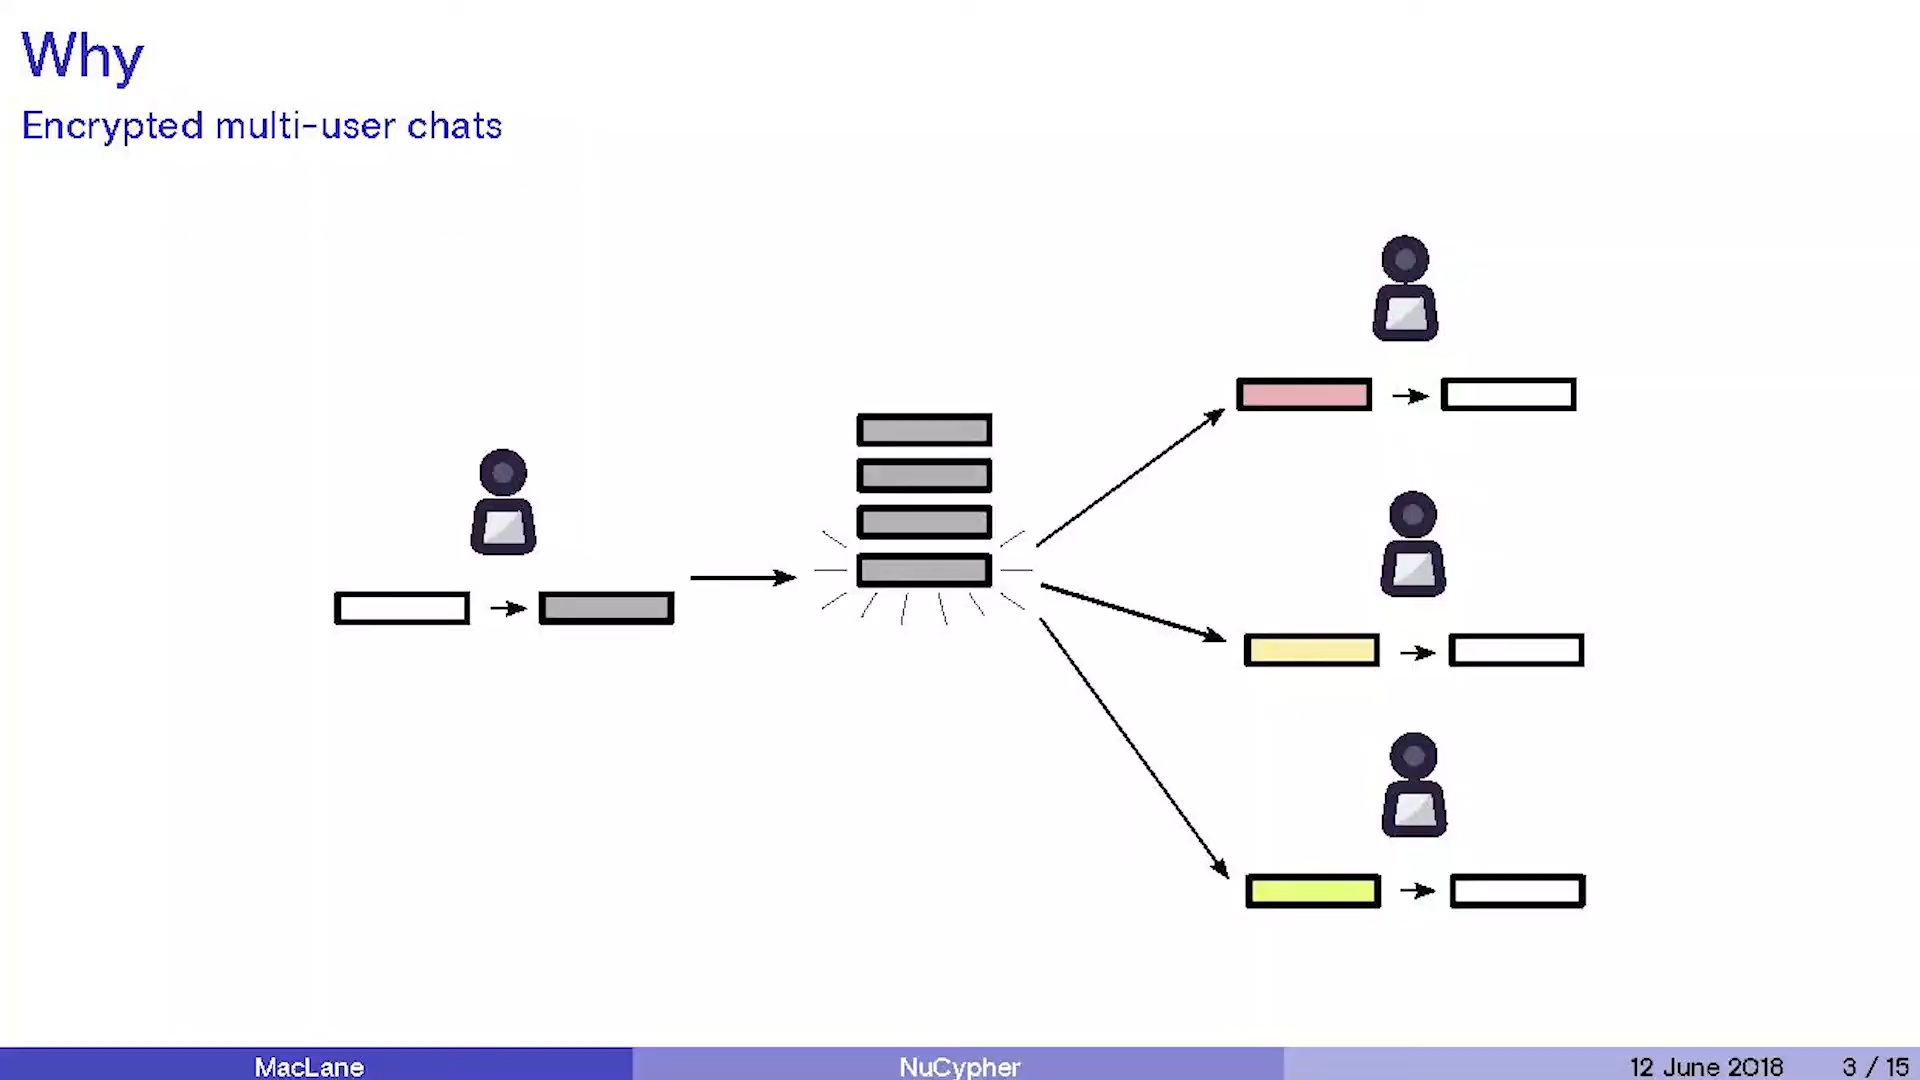 Why
Encrypted multi-user chats
MacLane
NuCypher
12 June 2018
3 / 15